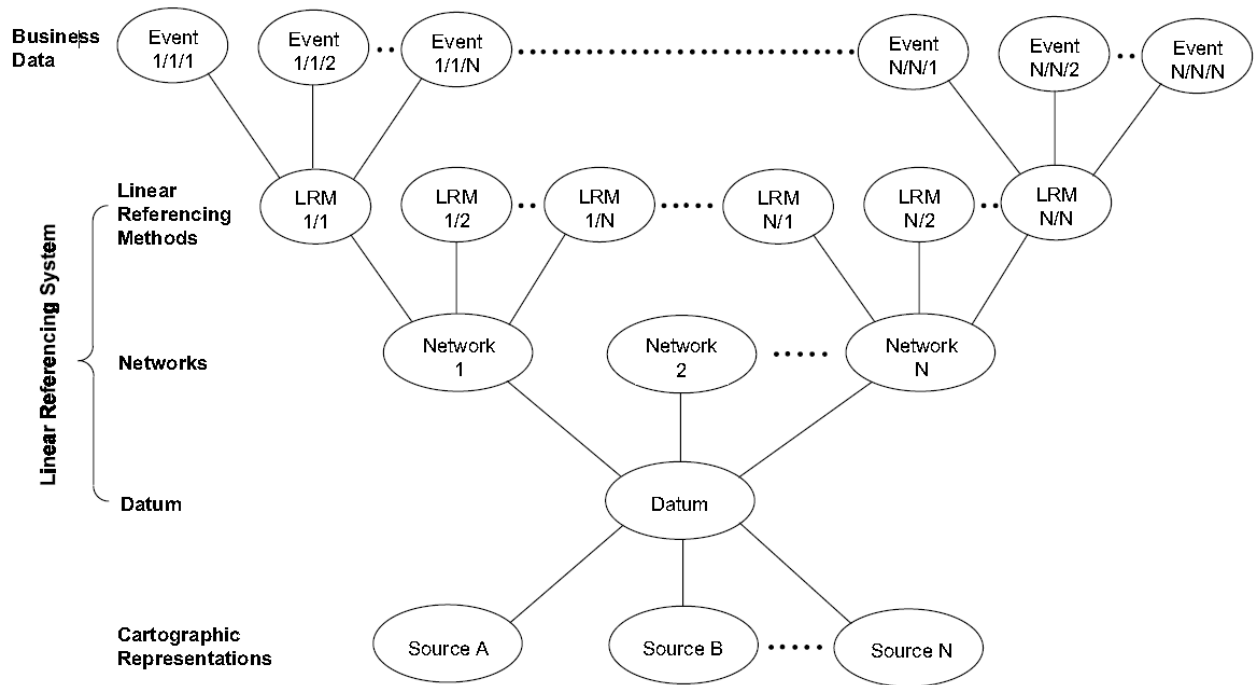 Business
Data
Event
1/1/1
Event
1/1/2
Event
1/1/N
Event
N/N/1
Event
N/N/2
Event
N/N/N
Linear
Referencing
Methods
LRM
1/1
LRM
1/2
LRM
1/N
LRM
N/1
LRM
N/2
LRM
N/N
Linear Referencing System
Networks
Network
1
Network
2
Network
N
Datum
Datum
Cartographic
Representations
Source A
Source B
Source N